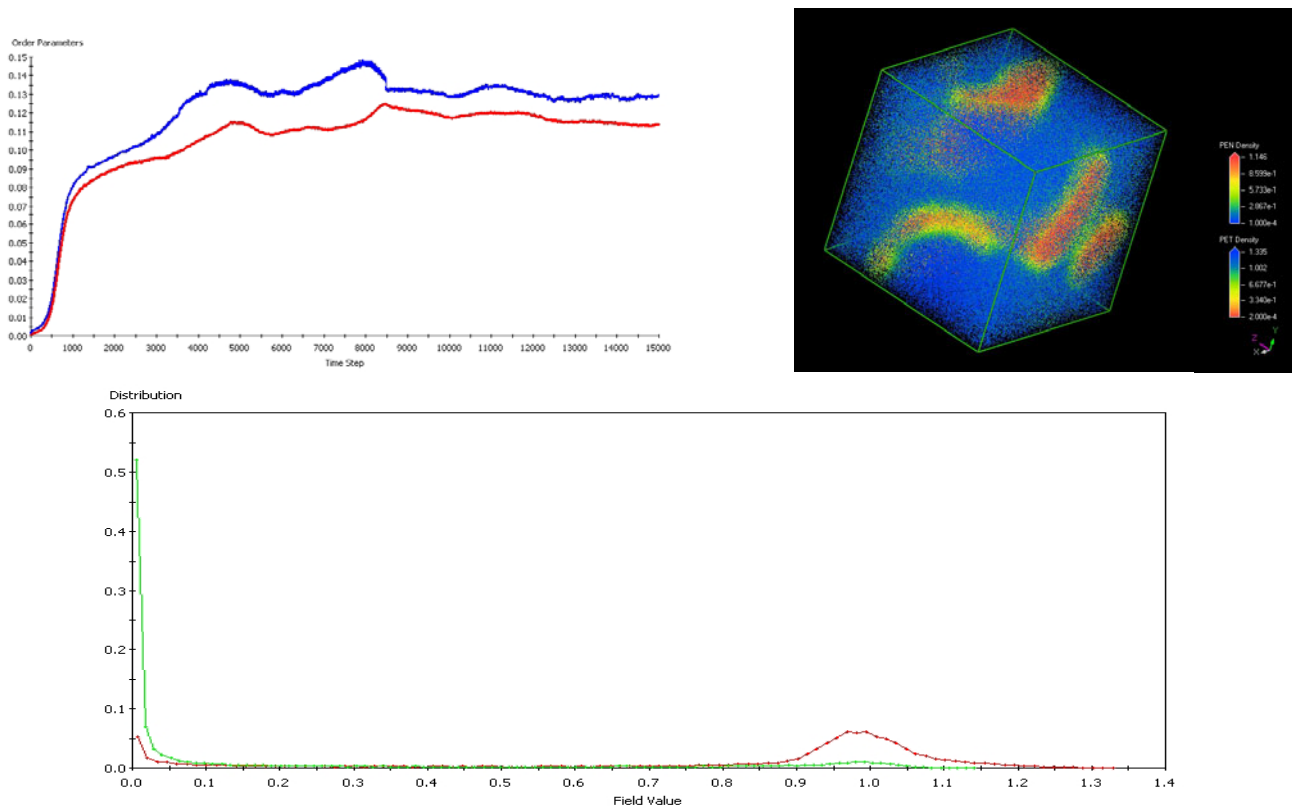 Order Parameters
0.15
0.14
0.13
0.12
0.11
0.10
0.09
0.08
0.07
0.06
0.05
0.04
0.03
0.02
0.01
0.00
0 1000 2000 3000 4000 5000 6000 7000 8000 9000 10000 11000 12000 13000 14000 15000
Time Step
PEN Density
1.146
8.599e-1
5.733e-1
2.867e-1
1.000e-4
PET Density
1.335
1.002
6.677e-1
3.340e-1
2.000e-4
Y
Z
X
Distribution
0.6
0.5
0.4
0.3
0.2
0.1
0.0
0.0 0.1 0.2 0.3 0.4 0.5 0.6 0.7 0.8 0.9 1.0 1.1 1.2 1.3 1.4
Field Value